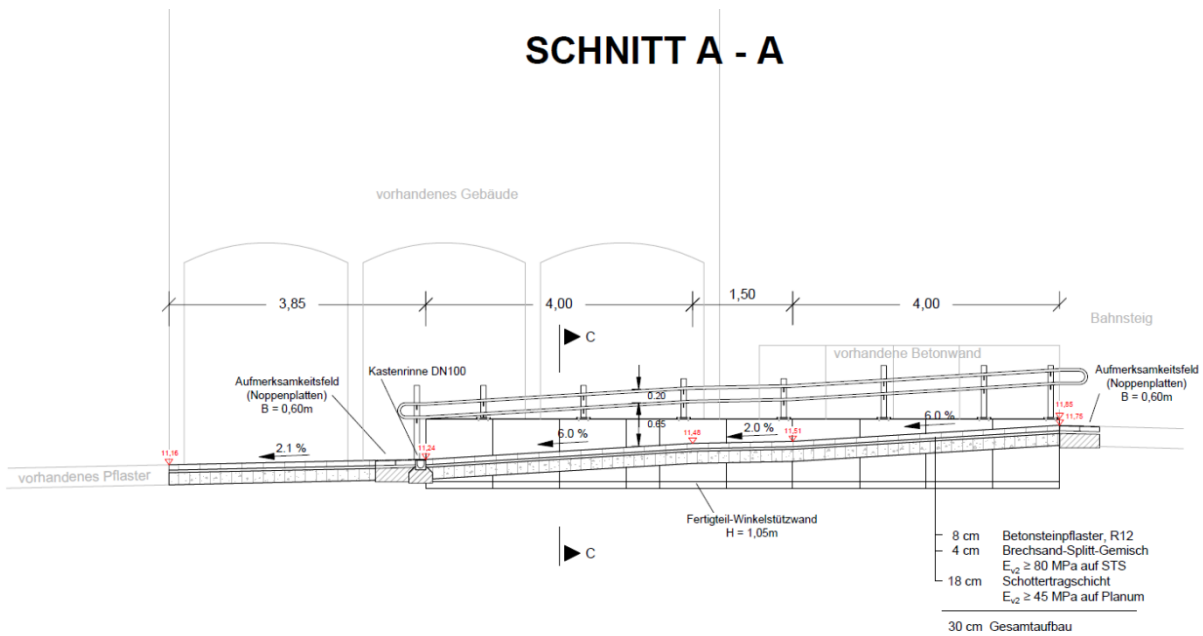 SCHNITT A - A
vorhandenes Gebäude
3,85
4,00
1,50
4,00
Bahnsteig
C
vorhandene Betonwand
Kastenrinne DN100
Aufmerksamkeitsfeld
(Noppenplatten)
B = 0,60m
Aufmerksamkeitsfeld
(Noppenplatten)
B = 0,60m
0.20
0.65
11,85
11,75
6.0 %
2.0 %
6.0 %
11,48
11,51
2.1 %
11,16
11,24
vorhandenes Pflaster
Fertigteil-Winkelstützwand
H = 1,05m
C
8 cm Betonsteinpflaster, R12
4 cm Brechsand-Splitt-Gemisch
Ev2 ≥ 80 MPa auf STS
18 cm Schottertragschicht
Ev2 ≥ 45 MPa auf Planum
30 cm Gesamtaufbau